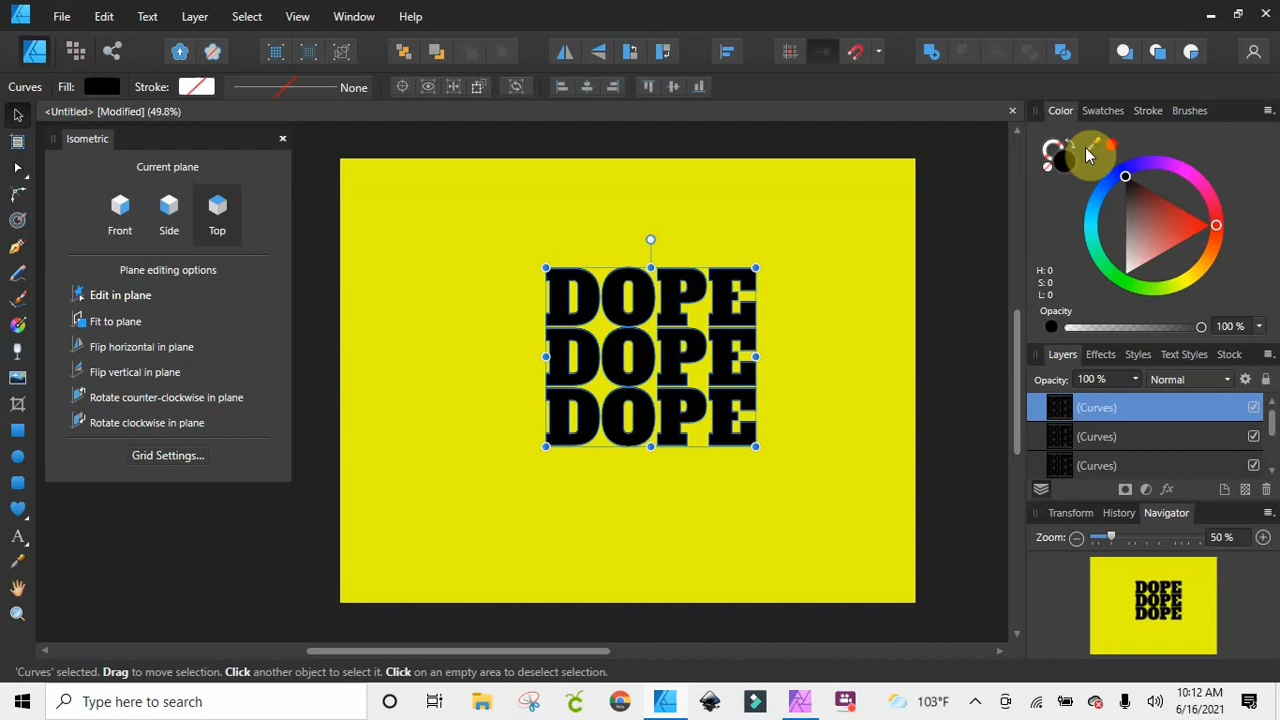 File Edit Text Layer Select View Window Help
Curves Fill: Stroke: None
<Untitled> [Modified] (49.8%)
Isometric
Current plane
Front Side Top
Plane editing options
Edit in plane
Fit to plane
Flip horizontal in plane
Flip vertical in plane
Rotate counter-clockwise in plane
Rotate clockwise in plane
Grid Settings...
DOPE
DOPE
DOPE
Color Swatches Stroke Brushes
H: 0
S: 0
L: 0
Opacity
100 %
Layers Effects Styles Text Styles Stock
Opacity: 100 % Normal
(Curves)
(Curves)
(Curves)
fx
Transform History Navigator
Zoom: 50 %
DOPE
DOPE
DOPE
'Curves' selected. Drag to move selection. Click another object to select it. Click on an empty area to deselect selection.
Type here to search
103°F
10:12 AM
6/16/2021